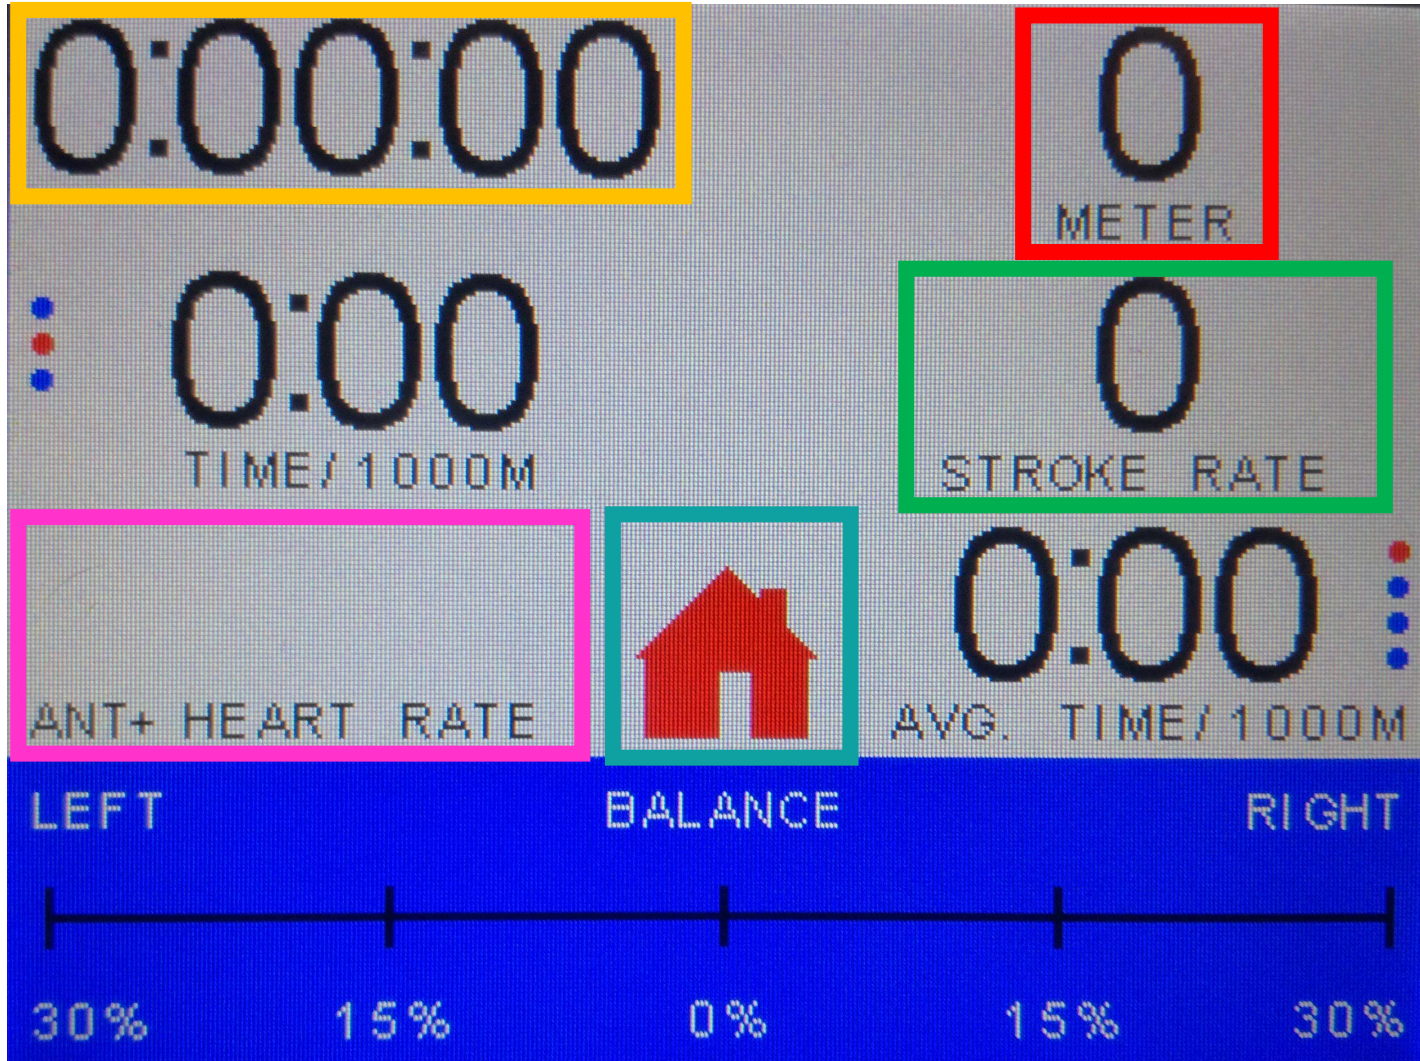 0:00:00 0
METER
0:00 0
TIME/1000M STROKE RATE
0:00
ANT+ HEART RATE AVG. TIME/1000M
LEFT BALANCE RIGHT
30% 15% 0% 15% 30%